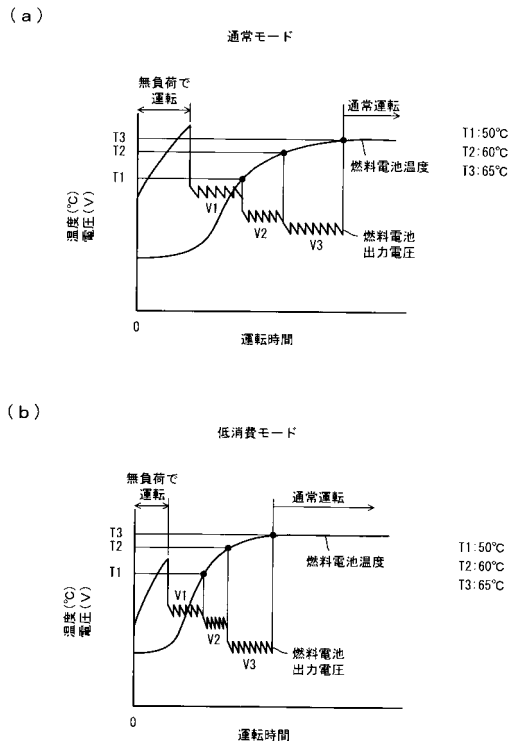 (a)
通常モード
無負荷で
運転
通常運転
T3
T2
T1
T1:50℃
T2:60℃
T3:65℃
燃料電池温度
V1
V2
V3
燃料電池
出力電圧
温度(℃)
電圧(V)
0
運転時間
(b)
低消費モード
無負荷で
運転
通常運転
T3
T2
T1
T1:50℃
T2:60℃
T3:65℃
燃料電池温度
V1
V2
V3
燃料電池
出力電圧
温度(℃)
電圧(V)
0
運転時間